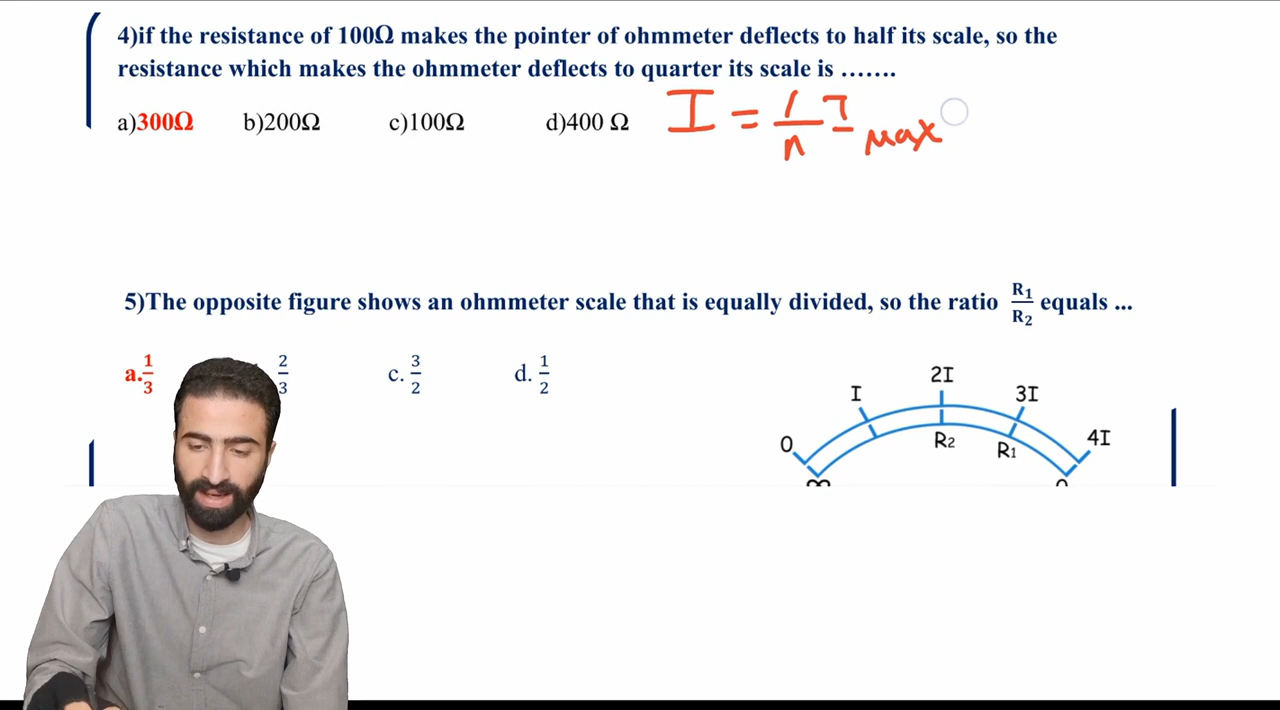 4)if the resistance of 100Ω makes the pointer of ohmmeter deflects to half its scale, so the
resistance which makes the ohmmeter deflects to quarter its scale is …….
a)300Ω b)200Ω c)100Ω d)400 Ω
I = 1/n I max
5)The opposite figure shows an ohmmeter scale that is equally divided, so the ratio R₁/R₂ equals ...
a. 1/3 2/3 c. 3/2 d. 1/2
0 I 2I 3I 4I
∞ R₂ R₁ 0